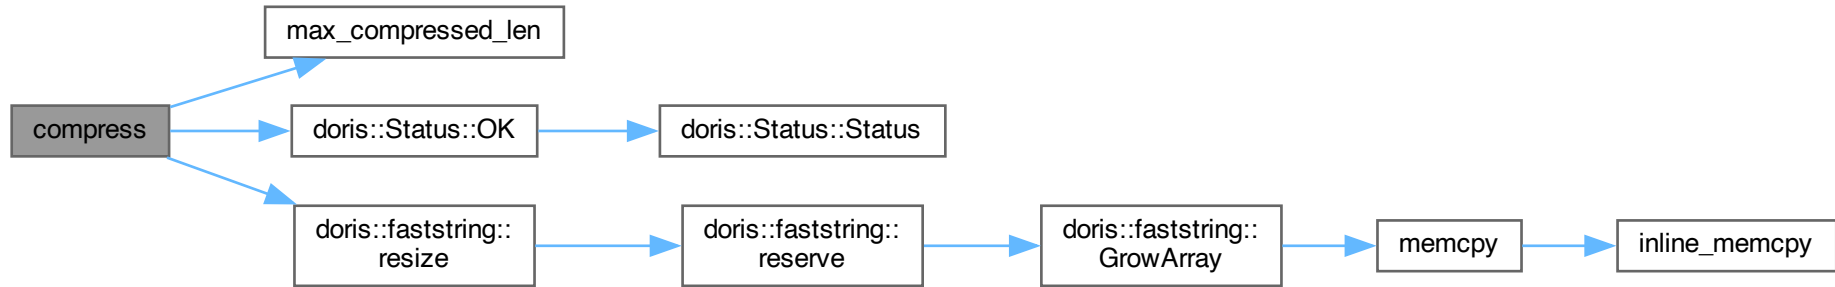 max_compressed_len
compress
doris::Status::OK
doris::Status::Status
doris::faststring::
resize
doris::faststring::
reserve
doris::faststring::
GrowArray
memcpy
inline_memcpy